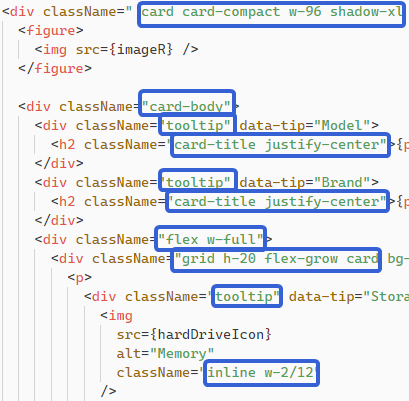 <div className=" card card-compact w-96 shadow-xl
<figure>
<img src={imageR} />
</figure>
<div className="card-body">
<div className="tooltip" data-tip="Model">
<h2 className="card-title justify-center">{p
</div>
<div className="tooltip" data-tip="Brand">
<h2 className="card-title justify-center">{p
</div>
<div className="flex w-full">
<div className="grid h-20 flex-grow card bg-
<p>
<div className="tooltip" data-tip="Stora
<img
src={hardDriveIcon}
alt="Memory"
className="inline w-2/12"
/>